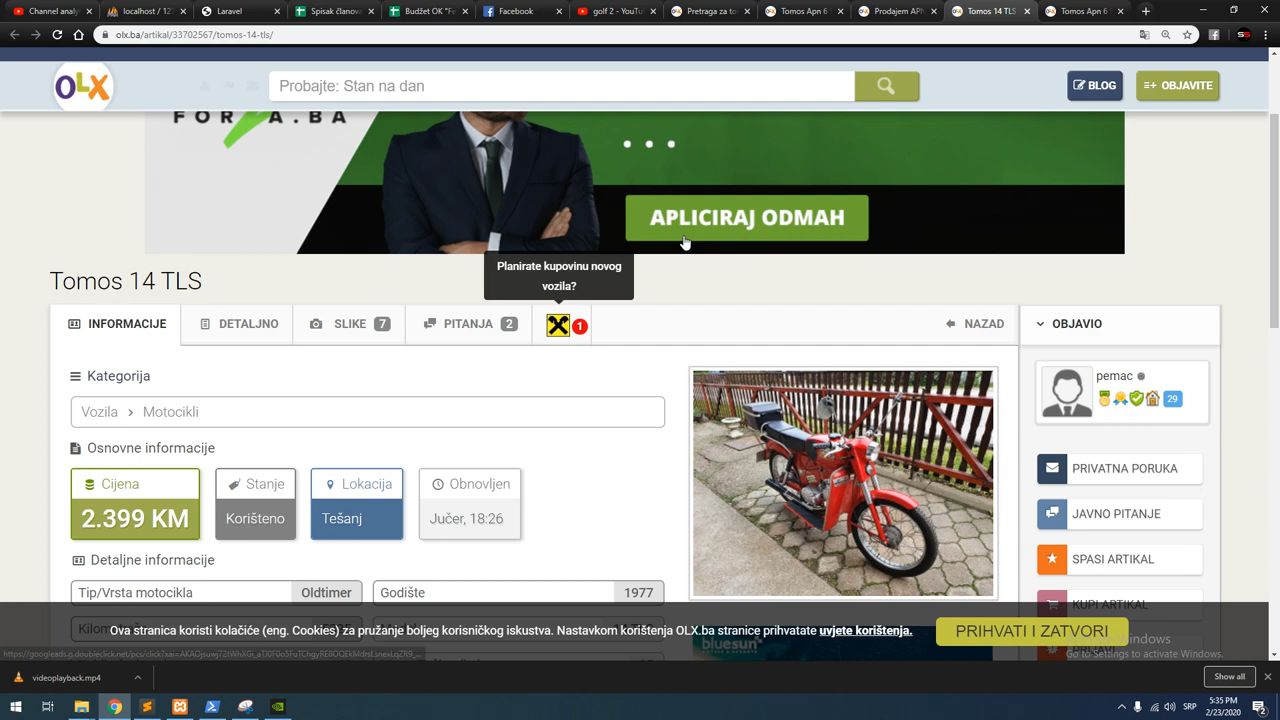 Channel analy
localhost / 12
Laravel
Spisak članova
Budžet OK "Fe
Facebook
golf 2 - YouTu
Pretraga za to
Tomos Apn 6
Prodajem APN
Tomos 14 TLS
Tomos Apn 6
olx.ba/artikal/33702567/tomos-14-tls/
OLX
Probajte: Stan na dan
BLOG
OBJAVITE
.BA
APLICIRAJ ODMAH
Planirate kupovinu novog
vozila?
Tomos 14 TLS
INFORMACIJE
DETALJNO
SLIKE 7
PITANJA 2
1
NAZAD
OBJAVIO
Kategorija
pemac
29
Vozila > Motocikli
Osnovne informacije
Cijena
Stanje
Lokacija
Obnovljen
PRIVATNA PORUKA
2.399 KM
Korišteno
Tešanj
Jučer, 18:26
JAVNO PITANJE
Detaljne informacije
SPASI ARTIKAL
Tip/Vrsta motocikla
Oldtimer
Godište
1977
KUPI ARTIKAL
Ova stranica koristi kolačiće (eng. Cookies) za pružanje boljeg korisničkog iskustva. Nastavkom korištenja OLX.ba stranice prihvatate uvjete korištenja.
PRIHVATI I ZATVORI
bluesun
Go to Settings to activate Windows.
videoplayback.mp4
Show all
SRP
5:35 PM
2/23/2020
2